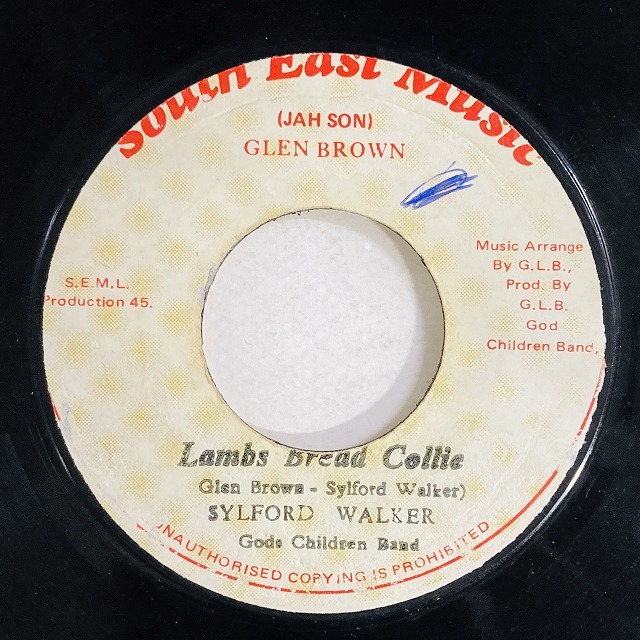 South East Music
(JAH SON)
GLEN BROWN
S.E.M.L.
Production 45.
Music Arrange
By G.L.B.,
Prod. By
G.L.B.
God
Children Band,
Lambs Bread Collie
Glen Brown - Sylford Walker)
SYLFORD WALKER
Gods Children Band
UNAUTHORISED COPYING IS PROHIBITED